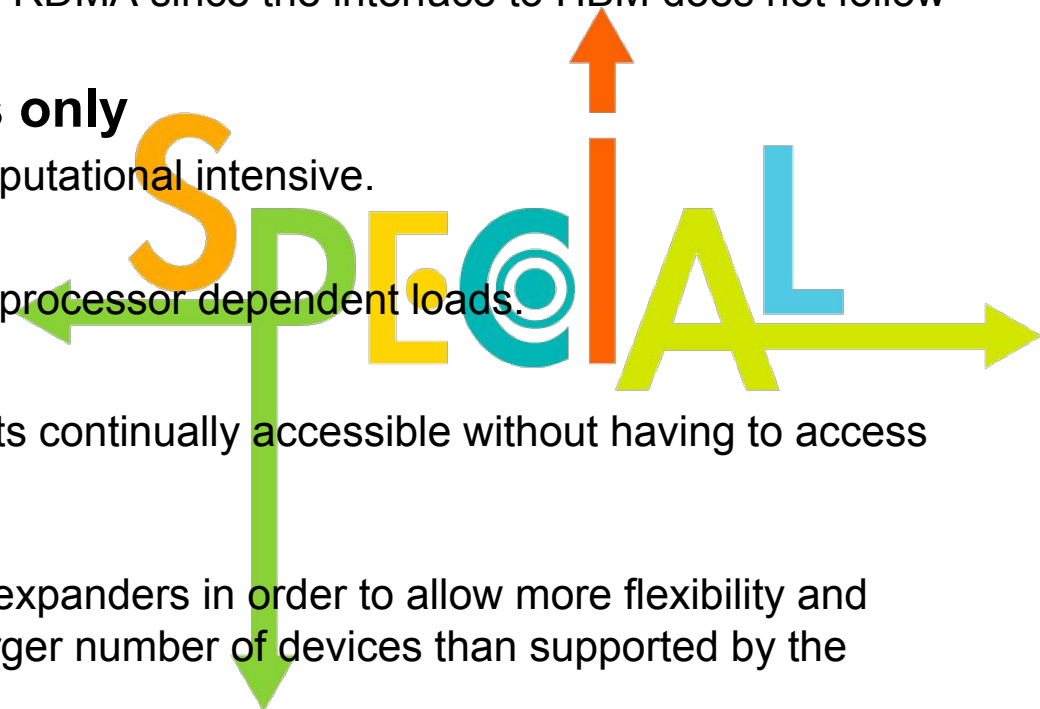 RDMA since the interface to HBM does not follow
only
putational intensive.
SPECIAL
processor dependent loads.
ts continually accessible without having to access
expanders in order to allow more flexibility and
rger number of devices than supported by the